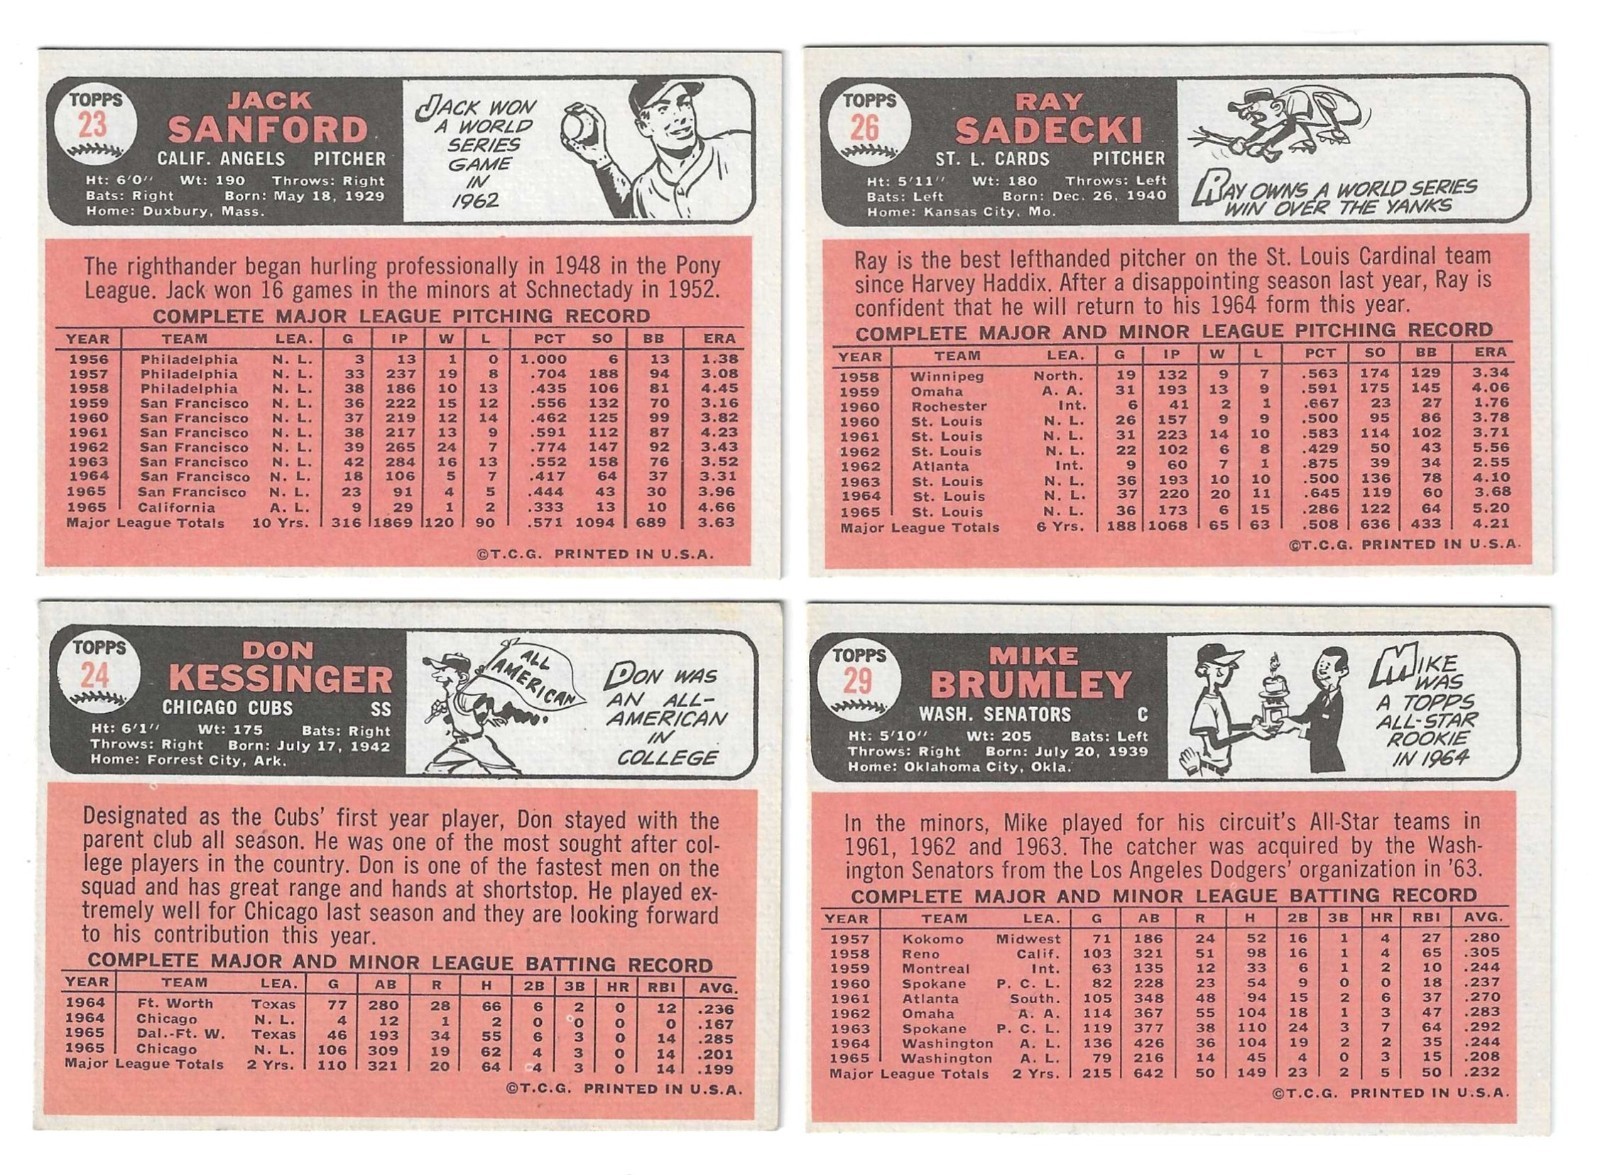 TOPPS
23
JACK
SANFORD
CALIF. ANGELS PITCHER
Ht: 6'0" Wt: 190 Throws: Right
Bats: Right Born: May 18, 1929
Home: Duxbury, Mass.
JACK WON
A WORLD
SERIES
GAME
IN
1962
The righthander began hurling professionally in 1948 in the Pony
League. Jack won 16 games in the minors at Schnectady in 1952.
COMPLETE MAJOR LEAGUE PITCHING RECORD
YEAR TEAM LEA. G IP W L PCT SO BB ERA
1956 Philadelphia N. L. 3 13 1 0 1.000 6 13 1.38
1957 Philadelphia N. L. 33 237 19 8 .704 188 94 3.08
1958 Philadelphia N. L. 38 186 10 13 .435 106 81 4.45
1959 San Francisco N. L. 36 222 15 12 .556 132 70 3.16
1960 San Francisco N. L. 37 219 12 14 .462 125 99 3.82
1961 San Francisco N. L. 38 217 13 9 .591 112 87 4.23
1962 San Francisco N. L. 39 265 24 7 .774 147 92 3.43
1963 San Francisco N. L. 42 284 16 13 .552 158 76 3.52
1964 San Francisco N. L. 18 106 5 7 .417 64 37 3.31
1965 San Francisco N. L. 23 91 4 5 .444 43 30 3.96
1965 California A. L. 9 29 1 2 .333 13 10 4.66
Major League Totals 10 Yrs. 316 1869 120 90 .571 1094 689 3.63
©T.C.G. PRINTED IN U.S.A.
TOPPS
26
RAY
SADECKI
ST. L. CARDS PITCHER
Ht: 5'11" Wt: 180 Throws: Left
Bats: Left Born: Dec. 26, 1940
Home: Kansas City, Mo.
RAY OWNS A WORLD SERIES
WIN OVER THE YANKS
Ray is the best lefthanded pitcher on the St. Louis Cardinal team
since Harvey Haddix. After a disappointing season last year, Ray is
confident that he will return to his 1964 form this year.
COMPLETE MAJOR AND MINOR LEAGUE PITCHING RECORD
YEAR TEAM LEA. G IP W L PCT SO BB ERA
1958 Winnipeg North. 19 132 9 7 .563 174 129 3.34
1959 Omaha A. A. 31 193 13 9 .591 175 145 4.06
1960 Rochester Int. 6 41 2 1 .667 23 27 1.76
1960 St. Louis N. L. 26 157 9 9 .500 95 86 3.78
1961 St. Louis N. L. 31 223 14 10 .583 114 102 3.71
1962 St. Louis N. L. 22 102 6 8 .429 50 43 5.56
1962 Atlanta Int. 9 60 7 1 .875 39 34 2.55
1963 St. Louis N. L. 36 193 10 10 .500 136 78 4.10
1964 St. Louis N. L. 37 220 20 11 .645 119 60 3.68
1965 St. Louis N. L. 36 173 6 15 .286 122 64 5.20
Major League Totals 6 Yrs. 188 1068 65 63 .508 636 433 4.21
©T.C.G. PRINTED IN U.S.A.
TOPPS
24
DON
KESSINGER
CHICAGO CUBS SS
Ht: 6'1" Wt: 175 Bats: Right
Throws: Right Born: July 17, 1942
Home: Forrest City, Ark.
ALL
AMERICAN
DON WAS
AN ALL-
AMERICAN
IN
COLLEGE
Designated as the Cubs' first year player, Don stayed with the
parent club all season. He was one of the most sought after col-
lege players in the country. Don is one of the fastest men on the
squad and has great range and hands at shortstop. He played ex-
tremely well for Chicago last season and they are looking forward
to his contribution this year.
COMPLETE MAJOR AND MINOR LEAGUE BATTING RECORD
YEAR TEAM LEA. G AB R H 2B 3B HR RBI AVG.
1964 Ft. Worth Texas 77 280 28 66 6 2 0 12 .236
1964 Chicago N. L. 4 12 1 2 0 0 0 0 .167
1965 Dal.-Ft. W. Texas 46 193 34 55 6 3 0 14 .285
1965 Chicago N. L. 106 309 19 62 4 3 0 14 .201
Major League Totals 2 Yrs. 110 321 20 64 4 3 0 14 .199
©T.C.G. PRINTED IN U.S.A.
TOPPS
29
MIKE
BRUMLEY
WASH. SENATORS C
Ht: 5'10" Wt: 205 Bats: Left
Throws: Right Born: July 20, 1939
Home: Oklahoma City, Okla.
MIKE
WAS
A TOPPS
ALL-STAR
ROOKIE
IN 1964
In the minors, Mike played for his circuit's All-Star teams in
1961, 1962 and 1963. The catcher was acquired by the Wash-
ington Senators from the Los Angeles Dodgers' organization in '63.
COMPLETE MAJOR AND MINOR LEAGUE BATTING RECORD
YEAR TEAM LEA. G AB R H 2B 3B HR RBI AVG.
1957 Kokomo Midwest 71 186 24 52 16 1 4 27 .280
1958 Reno Calif. 103 321 51 98 16 1 4 65 .305
1959 Montreal Int. 63 135 12 33 6 1 2 10 .244
1960 Spokane P. C. L. 82 228 23 54 9 0 0 18 .237
1961 Atlanta South. 105 348 48 94 15 2 6 37 .270
1962 Omaha A. A. 114 367 55 104 18 1 3 47 .283
1963 Spokane P. C. L. 119 377 38 110 24 3 7 64 .292
1964 Washington A. L. 136 426 36 104 19 2 2 35 .244
1965 Washington A. L. 79 216 14 45 4 0 3 15 .208
Major League Totals 2 Yrs. 215 642 50 149 23 2 5 50 .232
©T.C.G. PRINTED IN U.S.A.